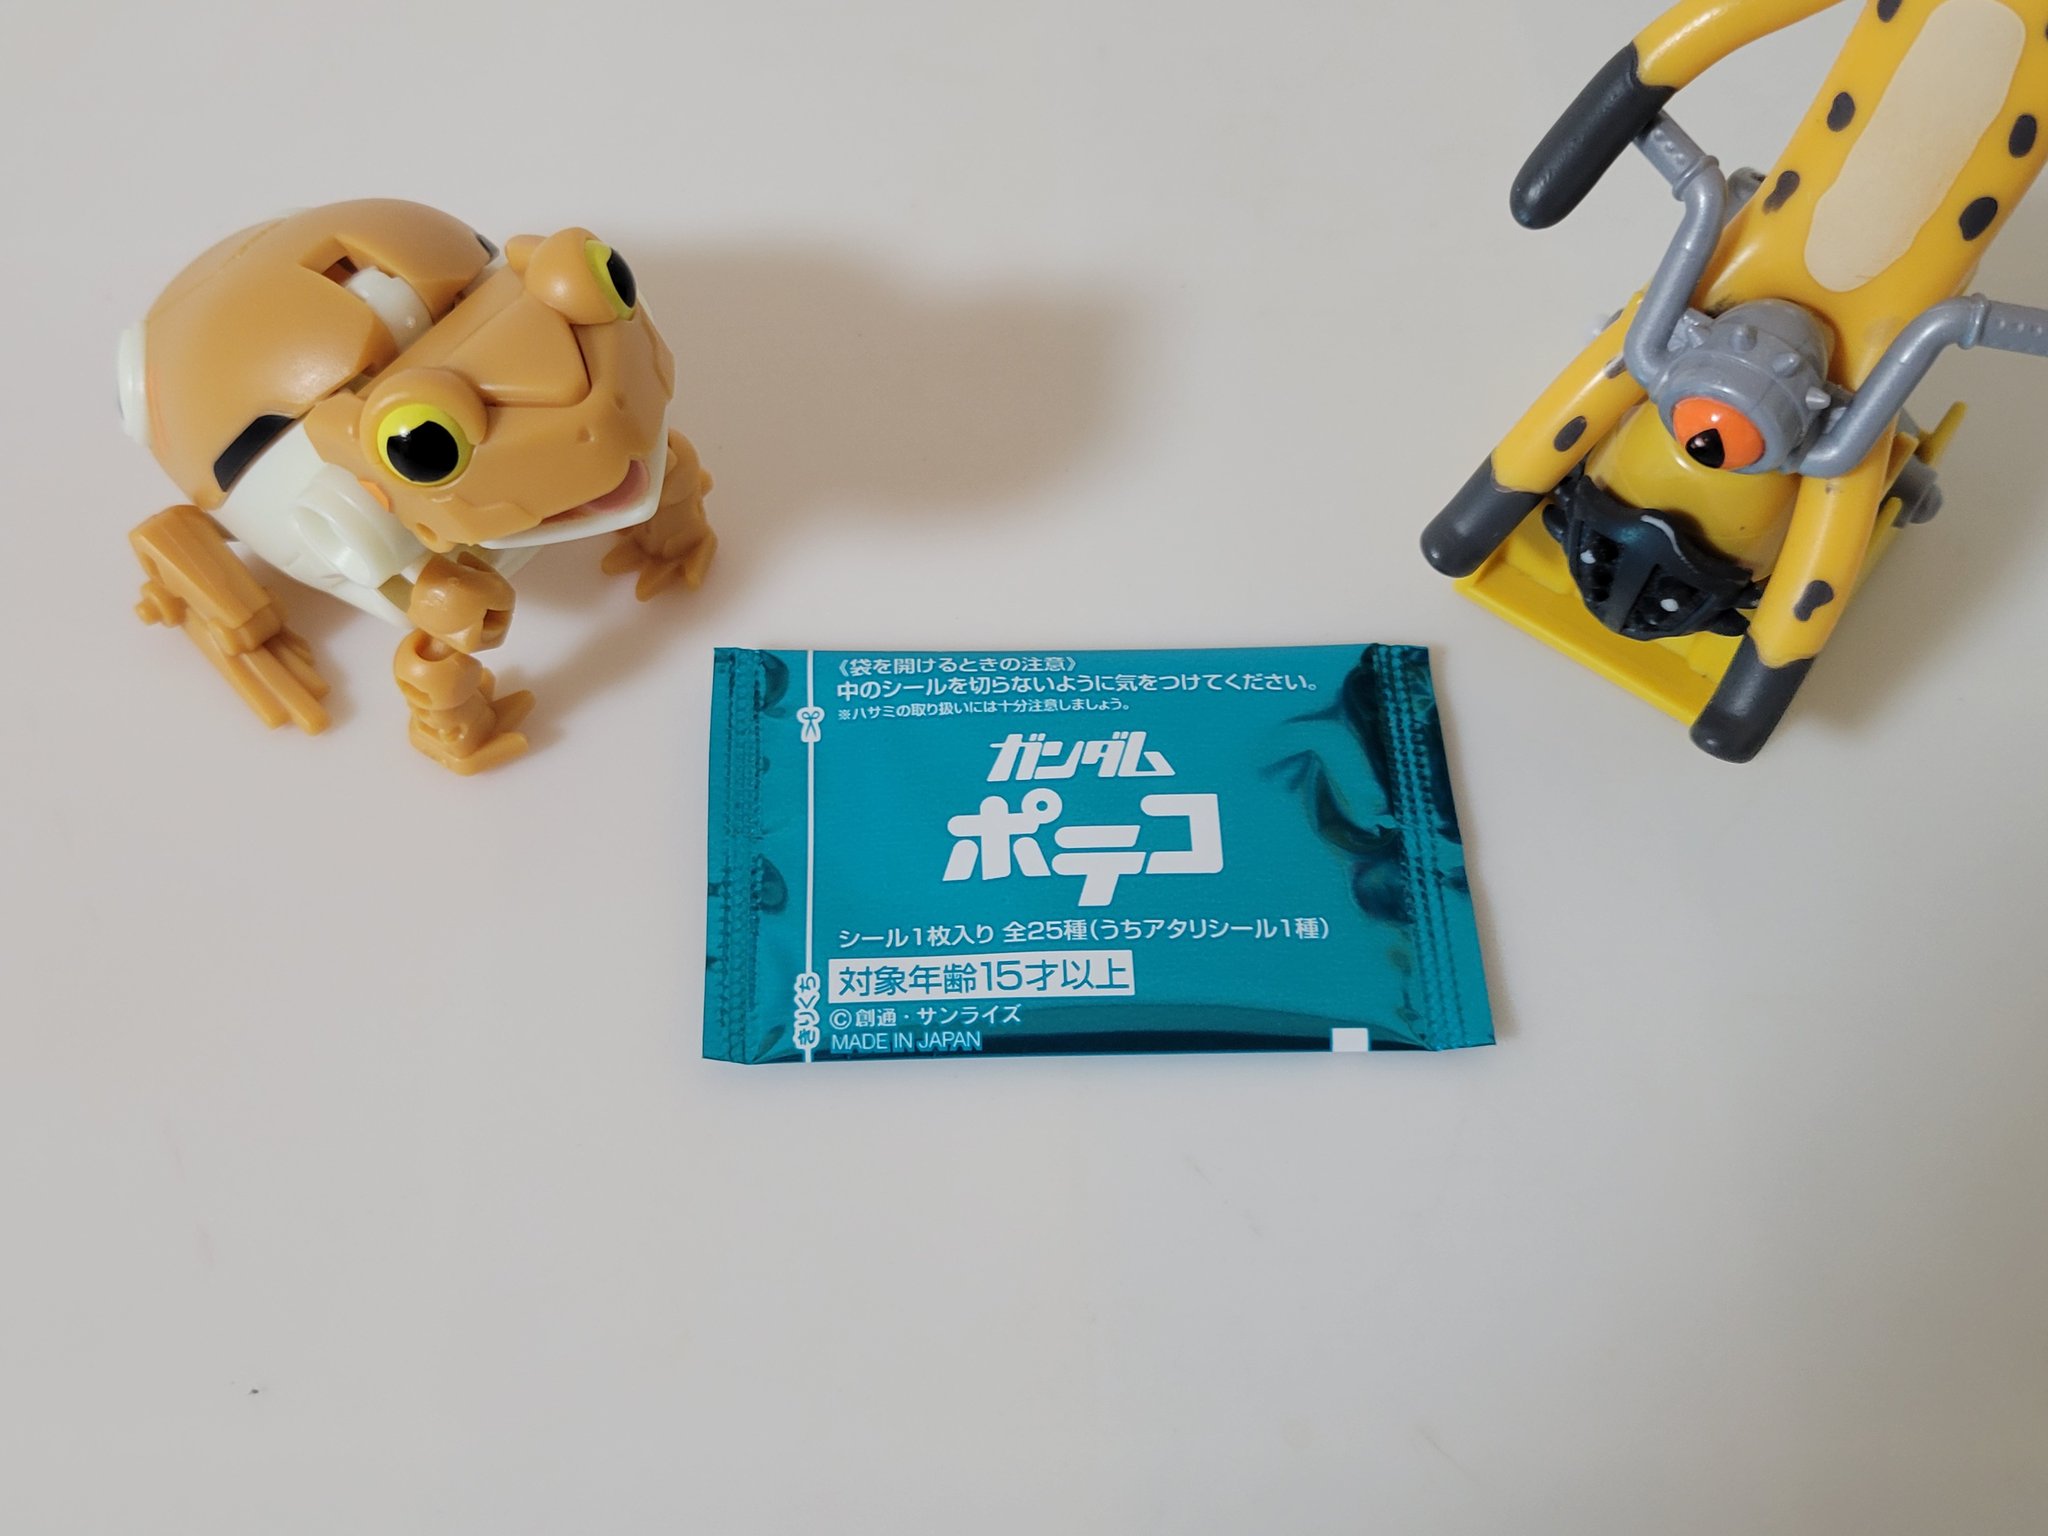 《袋を開けるときの注意》
中のシールを切らないように気をつけてください。
※ハサミの取り扱いには十分注意しましょう。
ガンダム
ポテコ
シール1枚入り 全25種(うちアタリシール1種)
対象年齢15才以上
©創通・サンライズ
MADE IN JAPAN
きりくち